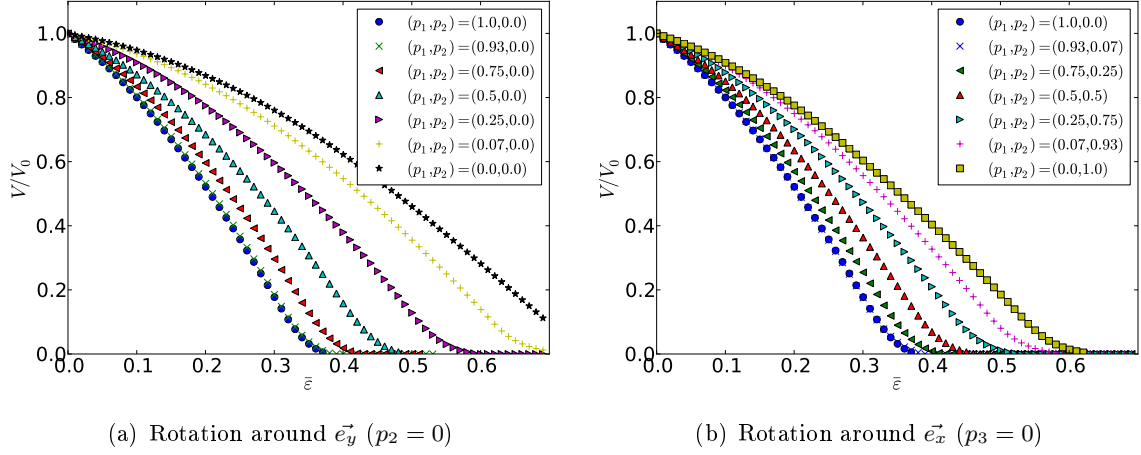 1.0
0.8
0.6
0.4
0.2
0.0
V/V₀
0.0 0.1 0.2 0.3 0.4 0.5 0.6
ε̄
(p₁,p₂)=(1.0,0.0)
(p₁,p₂)=(0.93,0.0)
(p₁,p₂)=(0.75,0.0)
(p₁,p₂)=(0.5,0.0)
(p₁,p₂)=(0.25,0.0)
(p₁,p₂)=(0.07,0.0)
(p₁,p₂)=(0.0,0.0)
(a) Rotation around e⃗_y (p₂ = 0)
1.0
0.8
0.6
0.4
0.2
0.0
V/V₀
0.0 0.1 0.2 0.3 0.4 0.5 0.6
ε̄
(p₁,p₂)=(1.0,0.0)
(p₁,p₂)=(0.93,0.07)
(p₁,p₂)=(0.75,0.25)
(p₁,p₂)=(0.5,0.5)
(p₁,p₂)=(0.25,0.75)
(p₁,p₂)=(0.07,0.93)
(p₁,p₂)=(0.0,1.0)
(b) Rotation around e⃗_x (p₃ = 0)